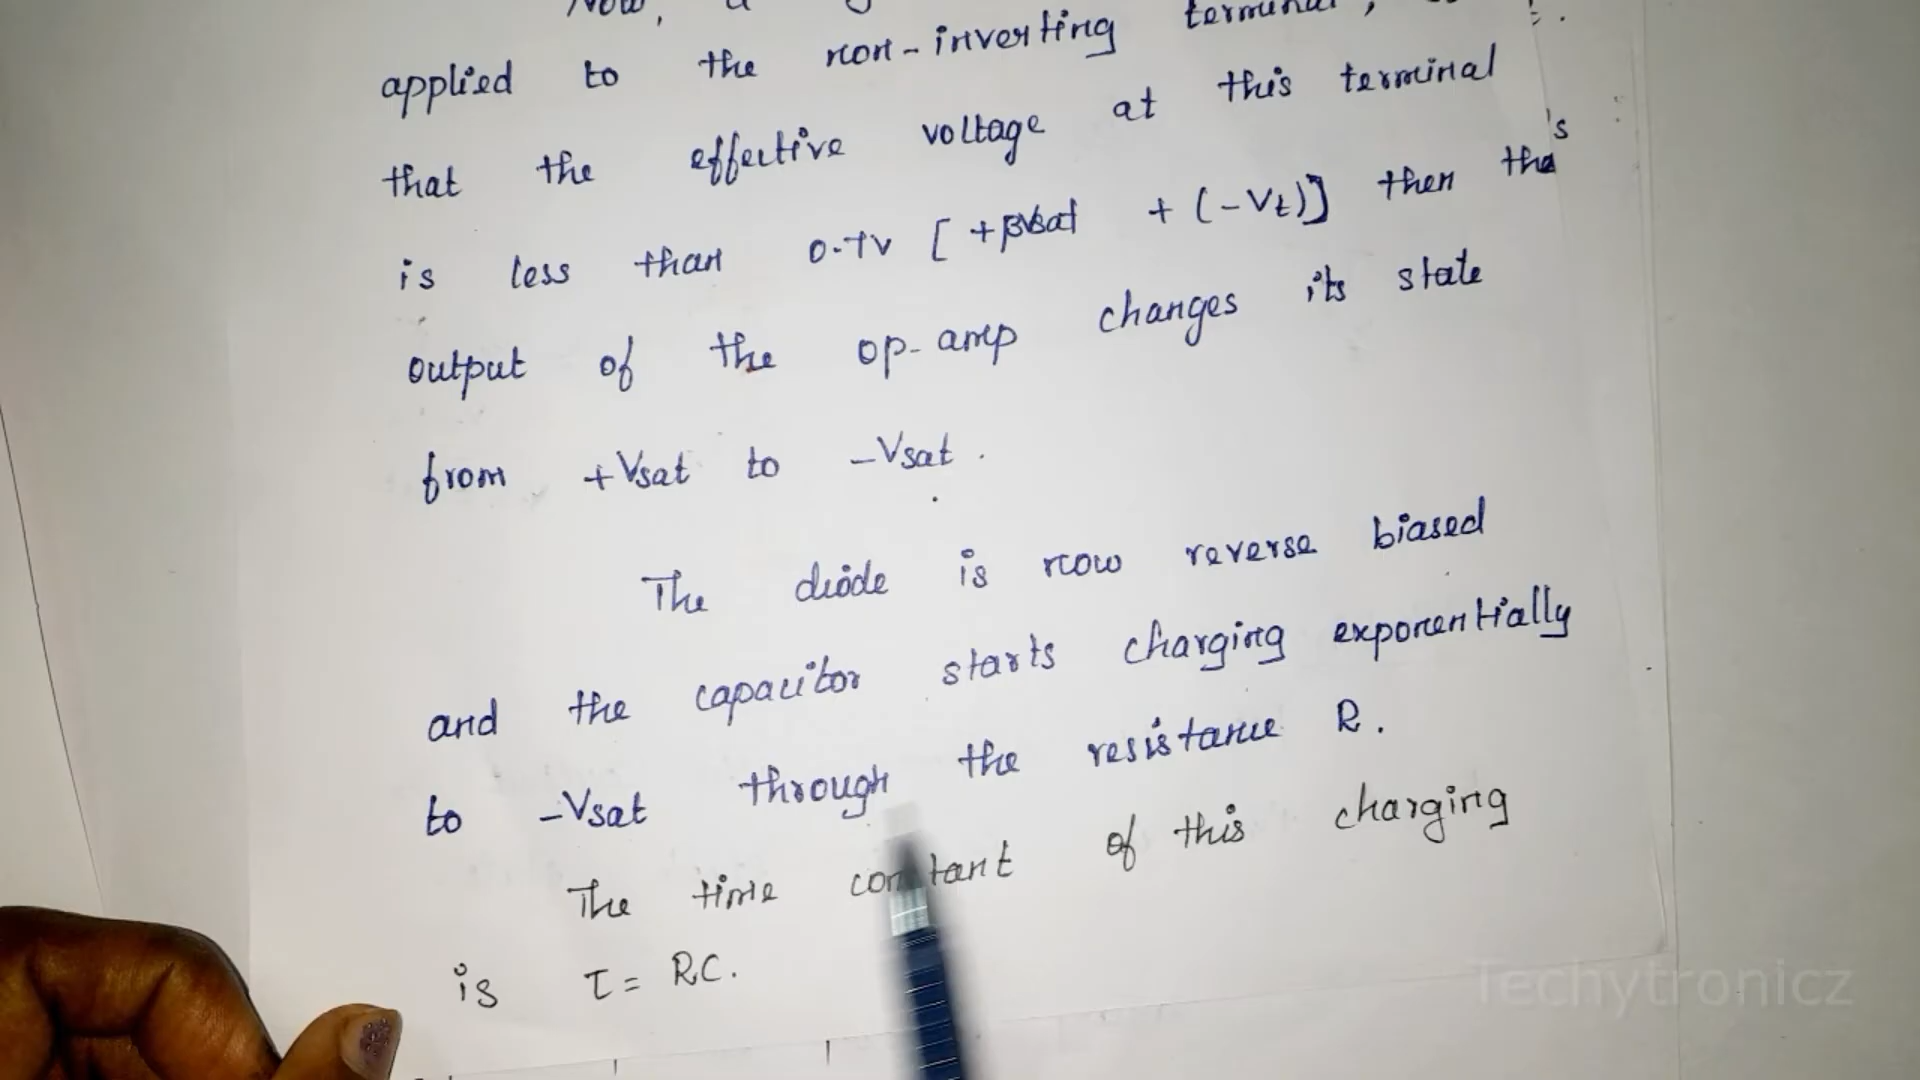 Now, a
applied to the non-inverting terminal,
that the effective voltage at this terminal
is less than 0.7V [+βVsat + (-Vt)] then the's
output of the op-amp changes its state
from +Vsat to -Vsat.
The diode is now reverse biased
and the capacitor starts charging exponentially
to -Vsat through the resistance R.
The time constant of this charging
is τ = RC.
Techytronicz